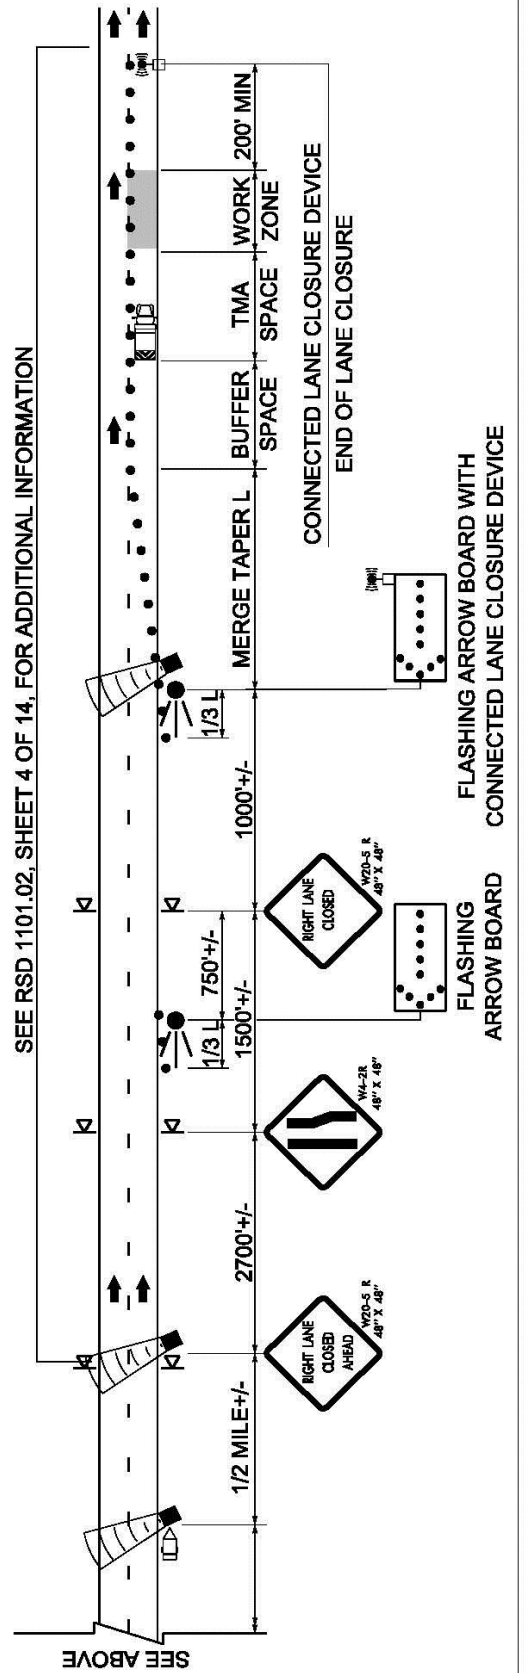 SEE RSD 1101.02, SHEET 4 OF 14, FOR ADDITIONAL INFORMATION
SEE ABOVE
1/2 MILE+/-
2700'+/-
1500'+/-
1000'+/-
MERGE TAPER L
BUFFER
SPACE
TMA
SPACE
WORK
ZONE
200' MIN
1/3 L
750'+/-
1/3 L
RIGHT LANE
CLOSED
AHEAD
W20-5 R
48" X 48"
W4-2R
48" X 48"
RIGHT LANE
CLOSED
W20-5 R
48" X 48"
FLASHING
ARROW BOARD
FLASHING ARROW BOARD WITH
CONNECTED LANE CLOSURE DEVICE
CONNECTED LANE CLOSURE DEVICE
END OF LANE CLOSURE